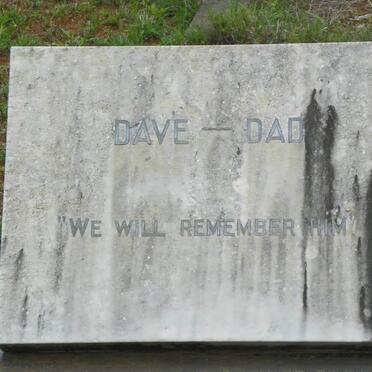 DAVE — DAD
"WE WILL REMEMBER HIM"